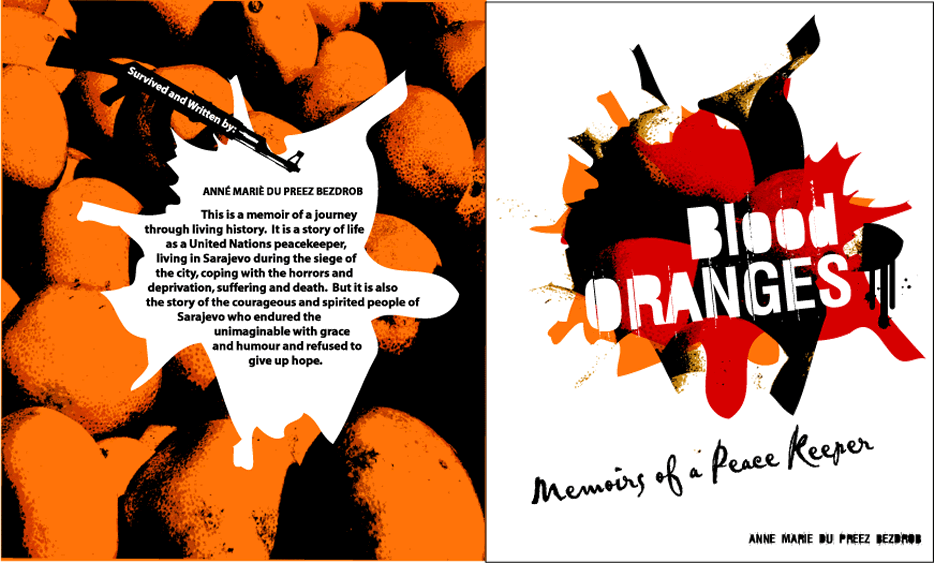 Survived and Written by:
ANNÉ MARIÈ DU PREEZ BEZDROB
This is a memoir of a journey
through living history. It is a story of life
as a United Nations peacekeeper,
living in Sarajevo during the siege of
the city, coping with the horrors and
deprivation, suffering and death. But it is also
the story of the courageous and spirited people of
Sarajevo who endured the
unimaginable with grace
and humour and refused to
give up hope.
Blood
ORANGES
Memoirs of a Peace Keeper
ANNE MARIE DU PREEZ BEZDROB